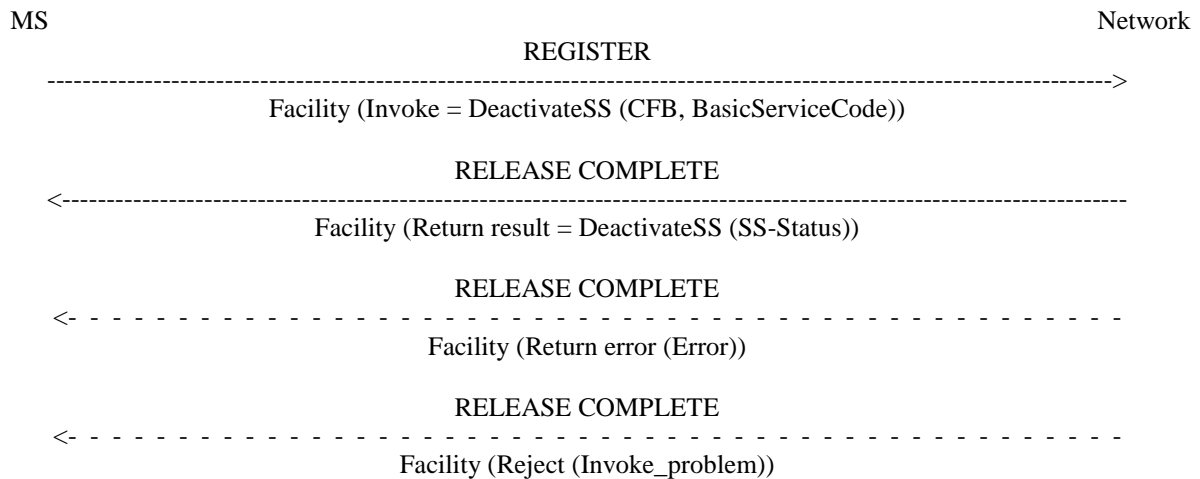 MS Network
REGISTER
Facility (Invoke = DeactivateSS (CFB, BasicServiceCode))
RELEASE COMPLETE
Facility (Return result = DeactivateSS (SS-Status))
RELEASE COMPLETE
Facility (Return error (Error))
RELEASE COMPLETE
Facility (Reject (Invoke_problem))